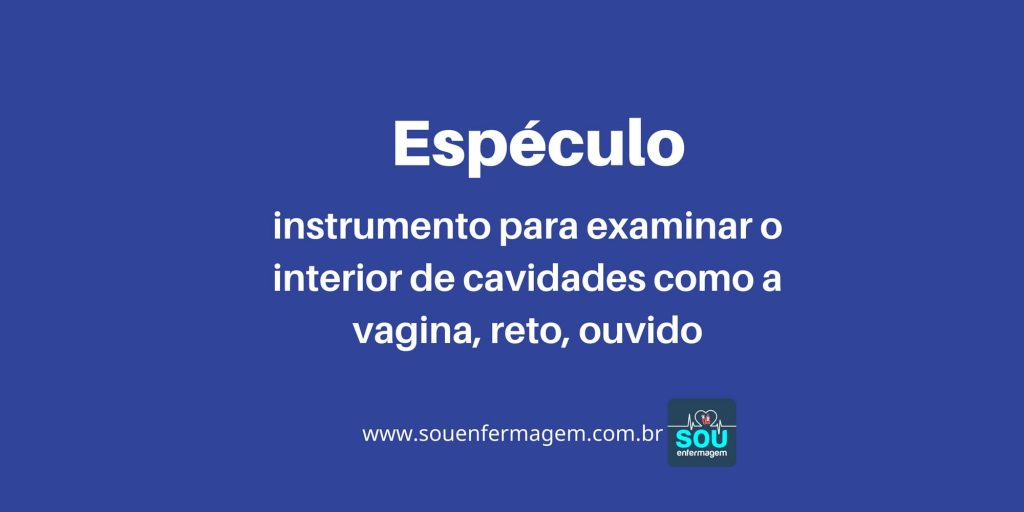 Espéculo
instrumento para examinar o
interior de cavidades como a
vagina, reto, ouvido
www.souenfermagem.com.br
SOU
enfermagem